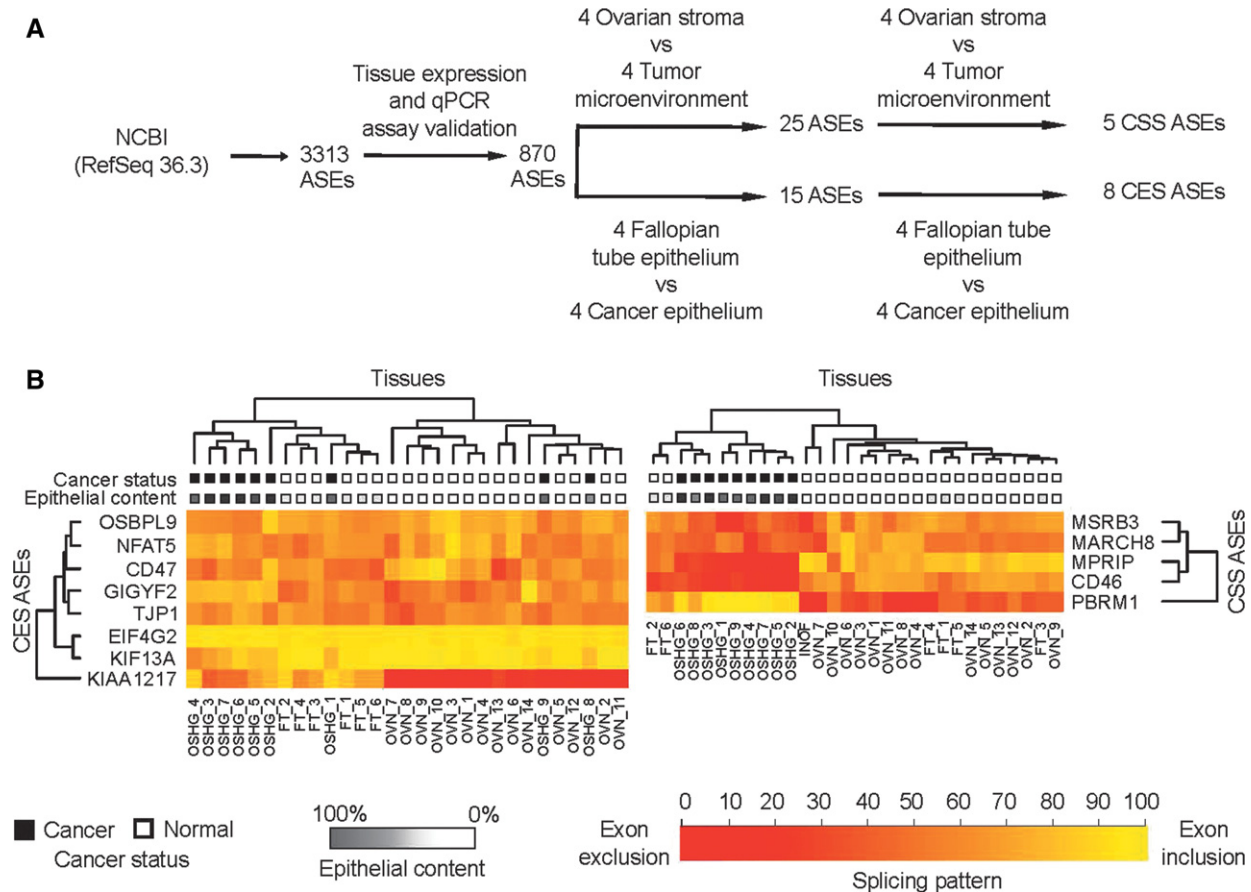 A
NCBI
(RefSeq 36.3)
3313
ASEs
Tissue expression
and qPCR
assay validation
870
ASEs
4 Ovarian stroma
vs
4 Tumor
microenvironment
25 ASEs
4 Ovarian stroma
vs
4 Tumor
microenvironment
5 CSS ASEs
15 ASEs
8 CES ASEs
4 Fallopian
tube epithelium
vs
4 Cancer epithelium
4 Fallopian tube
epithelium
vs
4 Cancer epithelium
B
Tissues
Cancer status
Epithelial content
CES ASEs
OSBPL9
NFAT5
CD47
GIGYF2
TJP1
EIF4G2
KIF13A
KIAA1217
OSHG_4
OSHG_3
OSHG_7
OSHG_6
OSHG_5
OSHG_2
FT_2
FT_4
FT_3
OSHG_1
FT_1
FT_5
FT_6
OVN_7
OVN_8
OVN_9
OVN_10
OVN_3
OVN_1
OVN_4
OVN_13
OVN_6
OVN_14
OSHG_9
OVN_5
OVN_12
OSHG_8
OVN_2
OVN_11
Tissues
MSRB3
MARCH8
MPRIP
CD46
PBRM1
CSS ASEs
FT_2
FT_6
OSHG_6
OSHG_8
OSHG_3
OSHG_1
OSHG_9
OSHG_4
OSHG_7
OSHG_5
OSHG_2
INOF
OVN_7
OVN_10
OVN_6
OVN_3
OVN_1
OVN_11
OVN_8
OVN_4
FT_4
FT_1
FT_5
OVN_14
OVN_5
OVN_13
OVN_12
OVN_2
FT_3
OVN_9
Cancer
Normal
Cancer status
100%
0%
Epithelial content
0 10 20 30 40 50 60 70 80 90 100
Exon
exclusion
Exon
inclusion
Splicing pattern